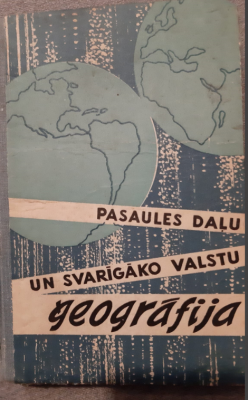 PASAULES DAĻU
UN SVARĪGĀKO VALSTU
ģeogrāfija